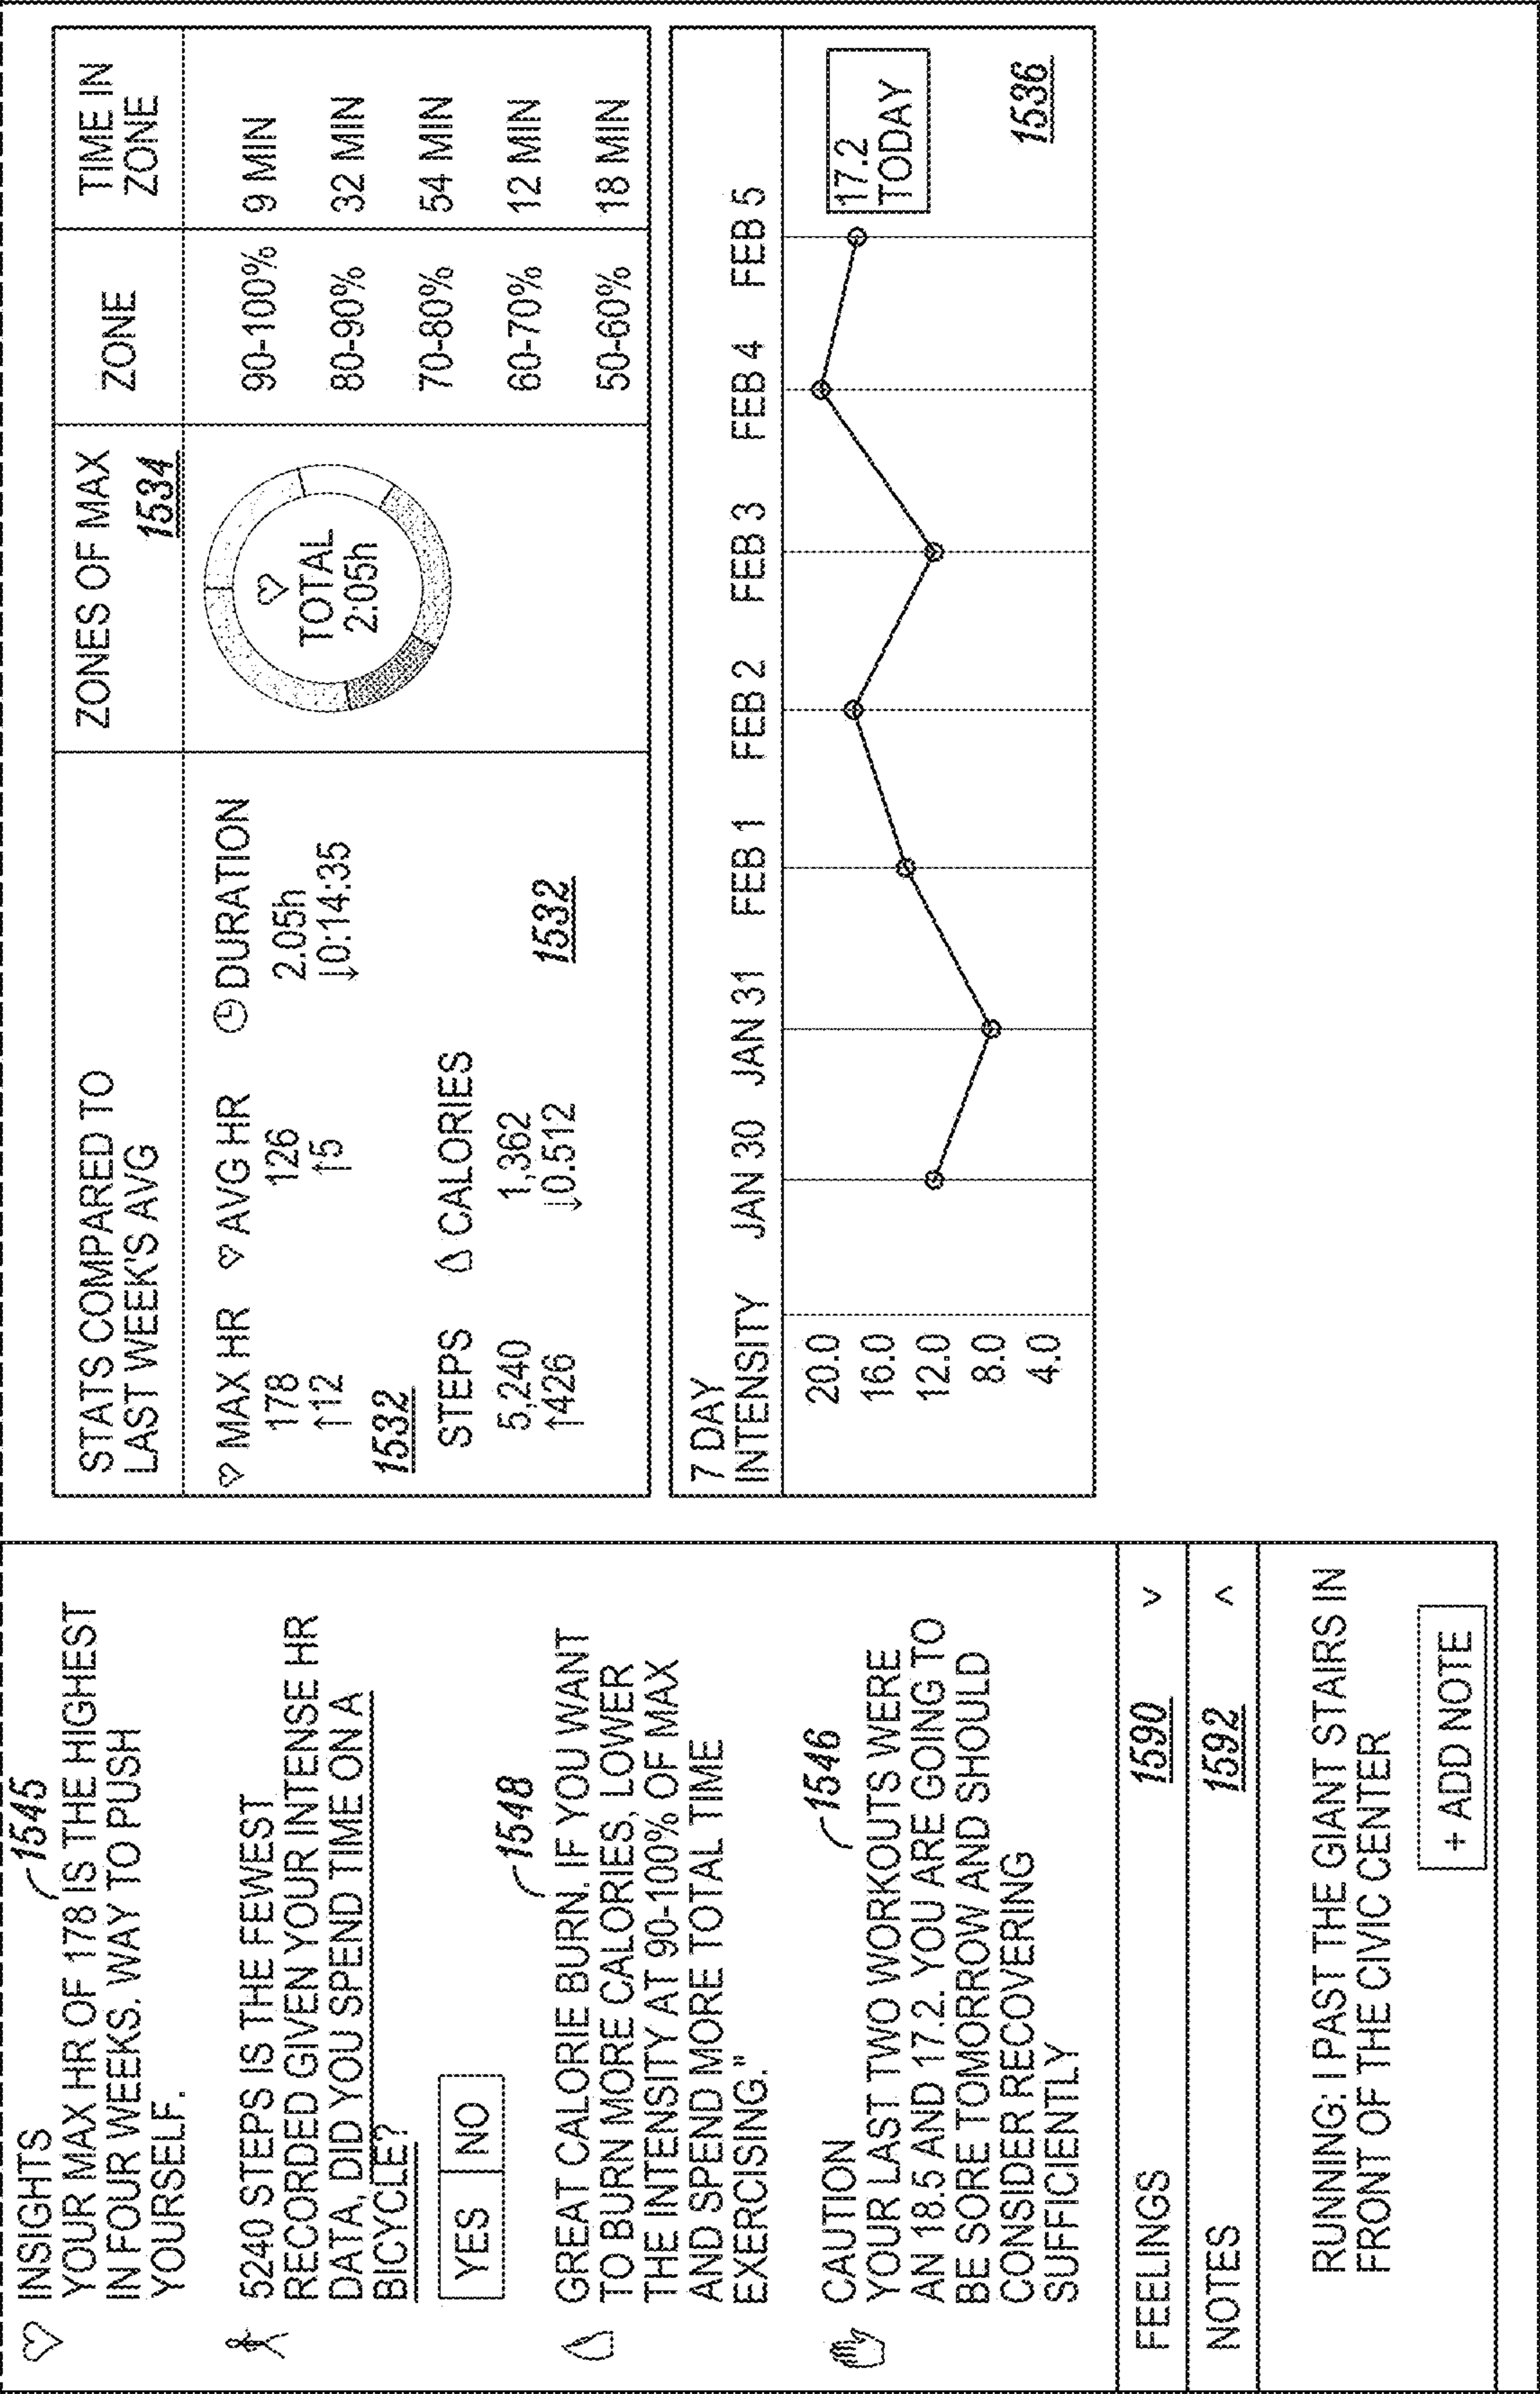 INSIGHTS
1545
YOUR MAX HR OF 178 IS THE HIGHEST
IN FOUR WEEKS. WAY TO PUSH
YOURSELF.
5240 STEPS IS THE FEWEST
RECORDED GIVEN YOUR INTENSE HR
DATA, DID YOU SPEND TIME ON A
BICYCLE?
YES NO
1548
GREAT CALORIE BURN. IF YOU WANT
TO BURN MORE CALORIES, LOWER
THE INTENSITY AT 90-100% OF MAX
AND SPEND MORE TOTAL TIME
EXERCISING."
1546
CAUTION
YOUR LAST TWO WORKOUTS WERE
AN 18.5 AND 17.2. YOU ARE GOING TO
BE SORE TOMORROW AND SHOULD
CONSIDER RECOVERING
SUFFICIENTLY
FEELINGS 1590 >
NOTES 1592 <
RUNNING: I PAST THE GIANT STAIRS IN
FRONT OF THE CIVIC CENTER
+ ADD NOTE
STATS COMPARED TO
LAST WEEK'S AVG
♡ MAX HR ♡ AVG HR DURATION
178 126 2.05h
↑12 ↑5 ↓0:14:35
1532
STEPS CALORIES
5,240 1,362
↑426 ↓0.512
1532
ZONES OF MAX
1534
♡
TOTAL
2:05h
ZONE TIME IN
ZONE
90-100% 9 MIN
80-90% 32 MIN
70-80% 54 MIN
60-70% 12 MIN
50-60% 18 MIN
7 DAY
INTENSITY JAN 30 JAN 31 FEB 1 FEB 2 FEB 3 FEB 4 FEB 5
20.0
16.0
12.0
8.0
4.0
17.2
TODAY
1536